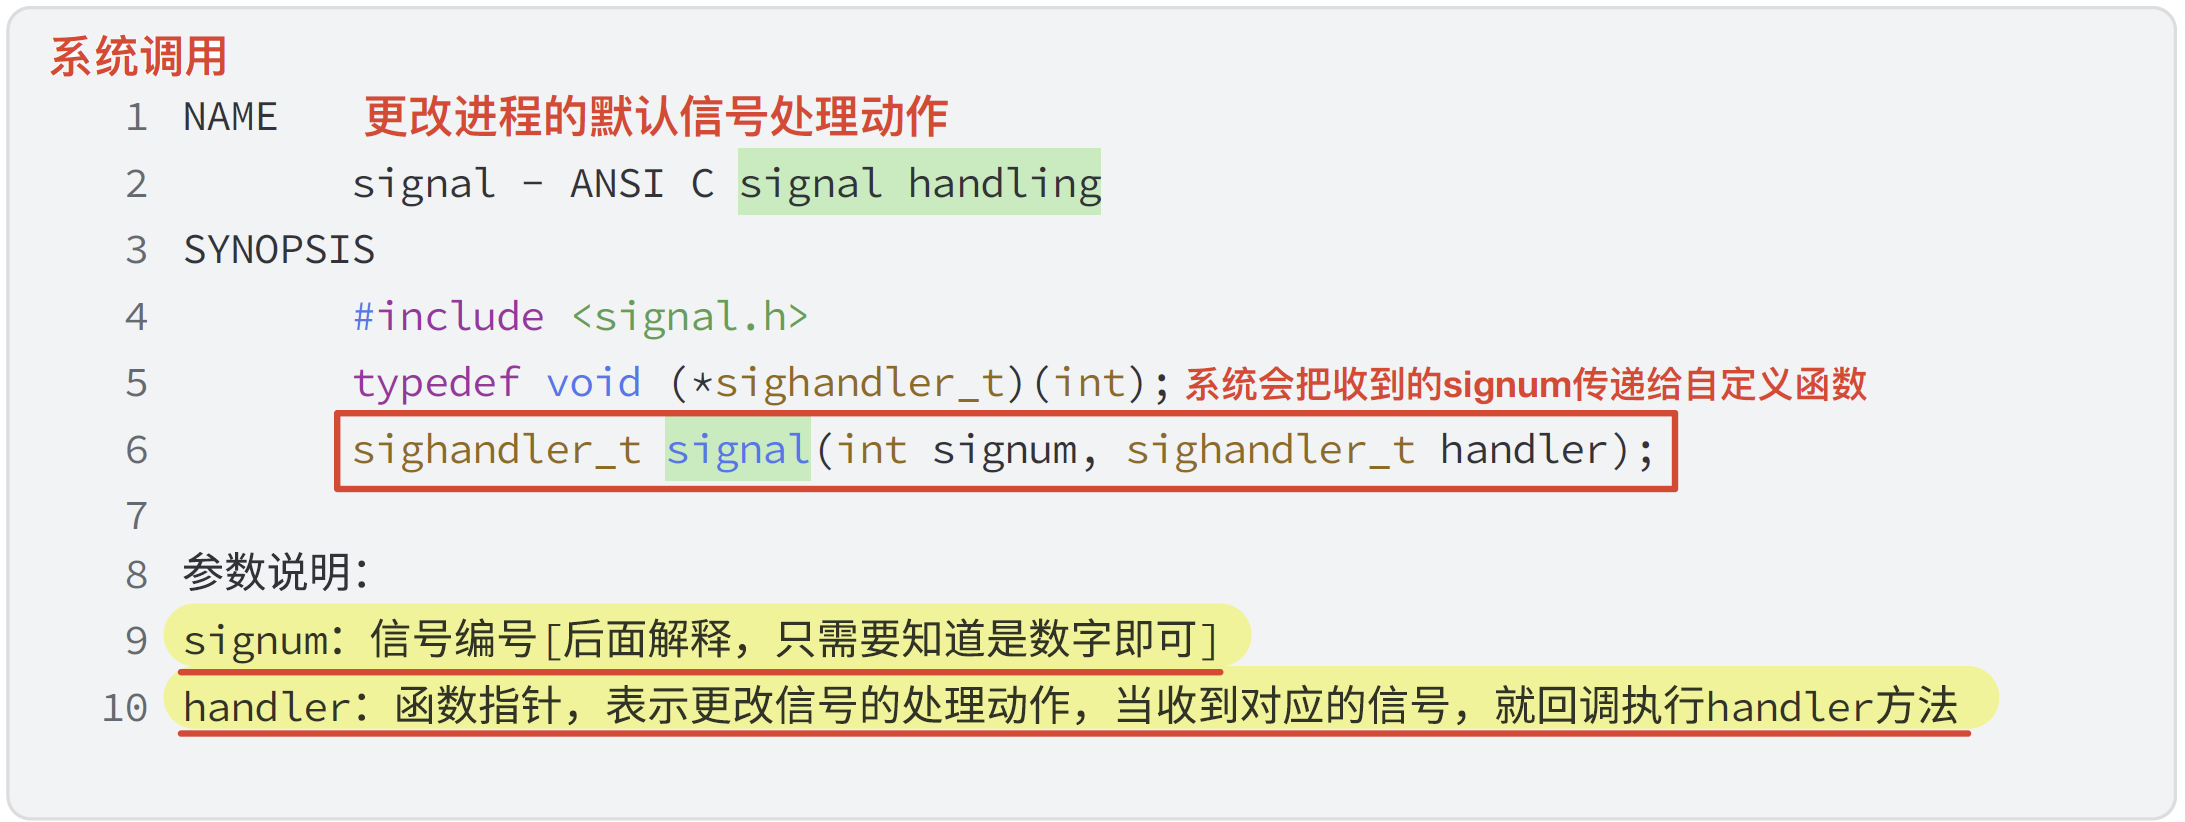 系统调用
1 NAME 更改进程的默认信号处理动作
2 signal - ANSI C signal handling
3 SYNOPSIS
4 #include <signal.h>
5 typedef void (*sighandler_t)(int); 系统会把收到的signum传递给自定义函数
6 sighandler_t signal(int signum, sighandler_t handler);
7
8 参数说明：
9 signum：信号编号[后面解释，只需要知道是数字即可]
10 handler：函数指针，表示更改信号的处理动作，当收到对应的信号，就回调执行handler方法